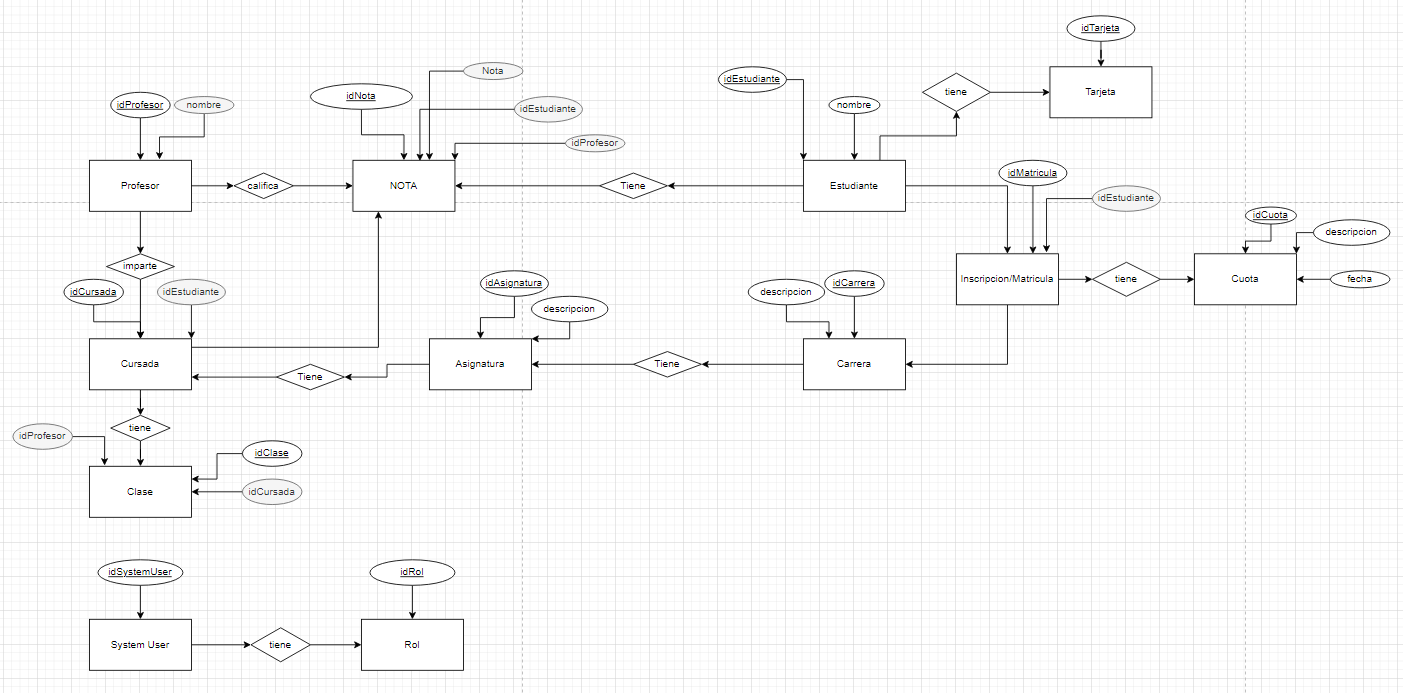 idTarjeta
Nota
idEstudiante
tiene
Tarjeta
idNota
idProfesor
nombre
idEstudiante
nombre
idProfesor
idMatricula
Profesor
califica
NOTA
Tiene
Estudiante
idEstudiante
idCuota
descripcion
imparte
idCursada
idEstudiante
idAsignatura
descripcion
descripcion
idCarrera
Inscripcion/Matricula
tiene
Cuota
fecha
Cursada
Tiene
Asignatura
Tiene
Carrera
tiene
idProfesor
idClase
Clase
idCursada
idSystemUser
idRol
System User
tiene
Rol